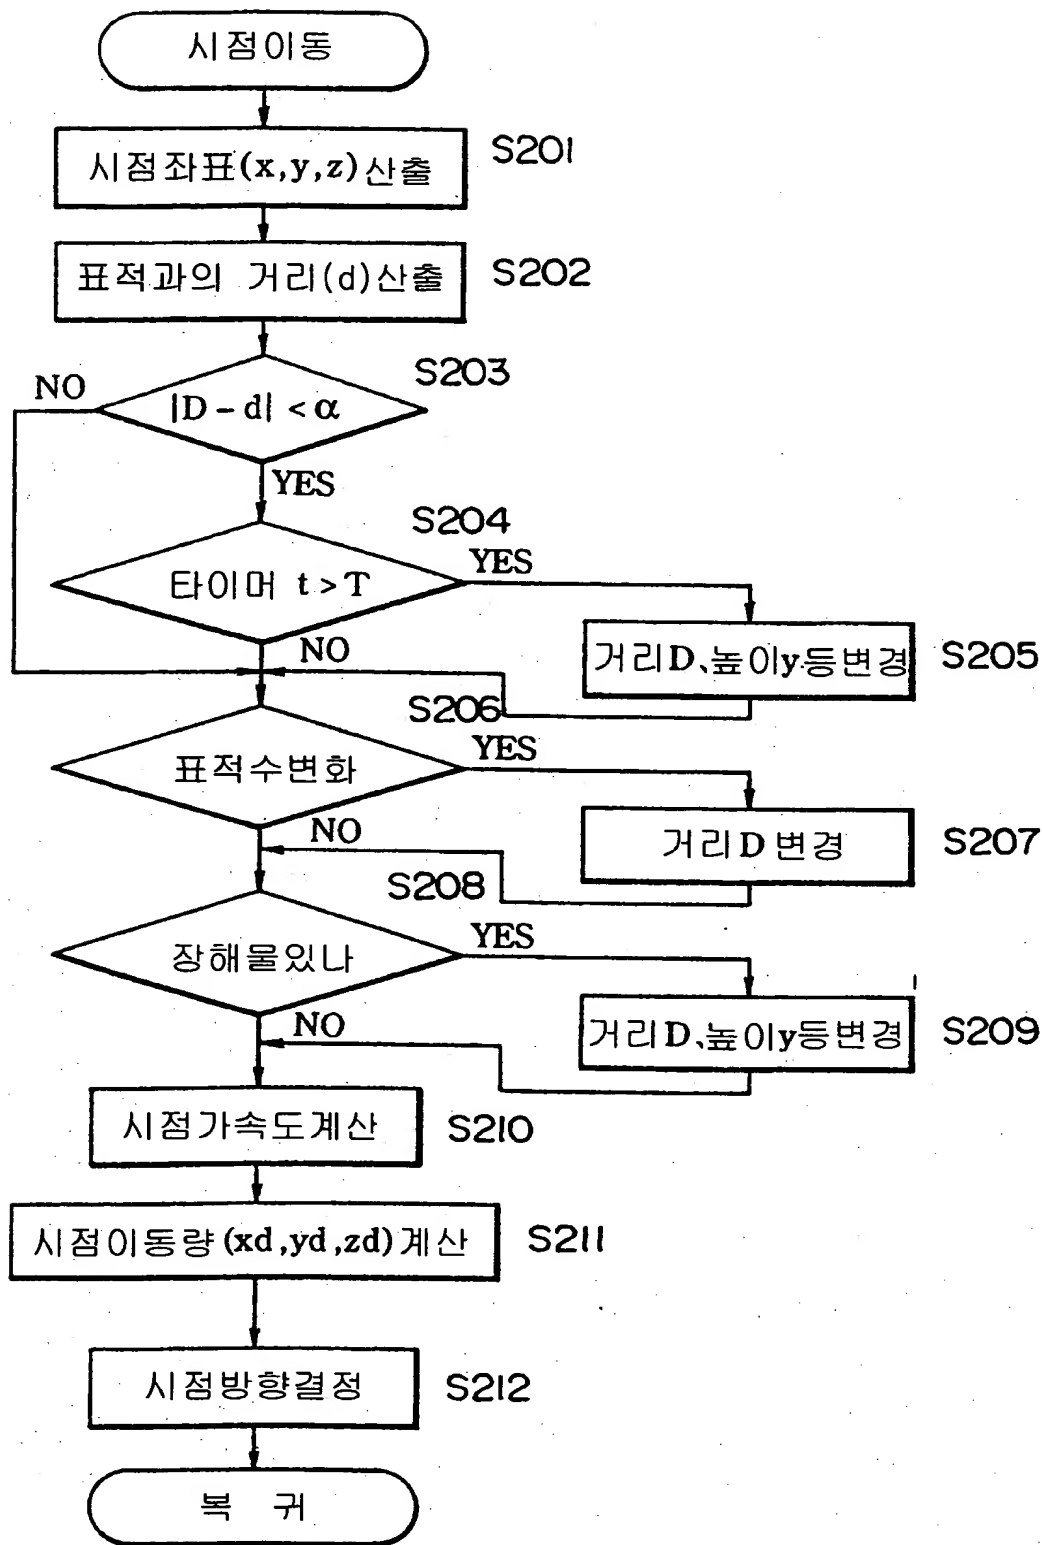 시점이동
시점좌표(x,y,z)산출 S201
표적과의 거리(d)산출 S202
S203
NO
|D-d|<α
YES
S204
타이머 t>T
YES
NO
거리D、높이y등변경 S205
S206
표적수변화
YES
NO
거리D변경 S207
S208
장해물있나
YES
NO
거리D、높이y등변경 S209
시점가속도계산 S210
시점이동량(xd,yd,zd)계산 S211
시점방향결정 S212
복 귀